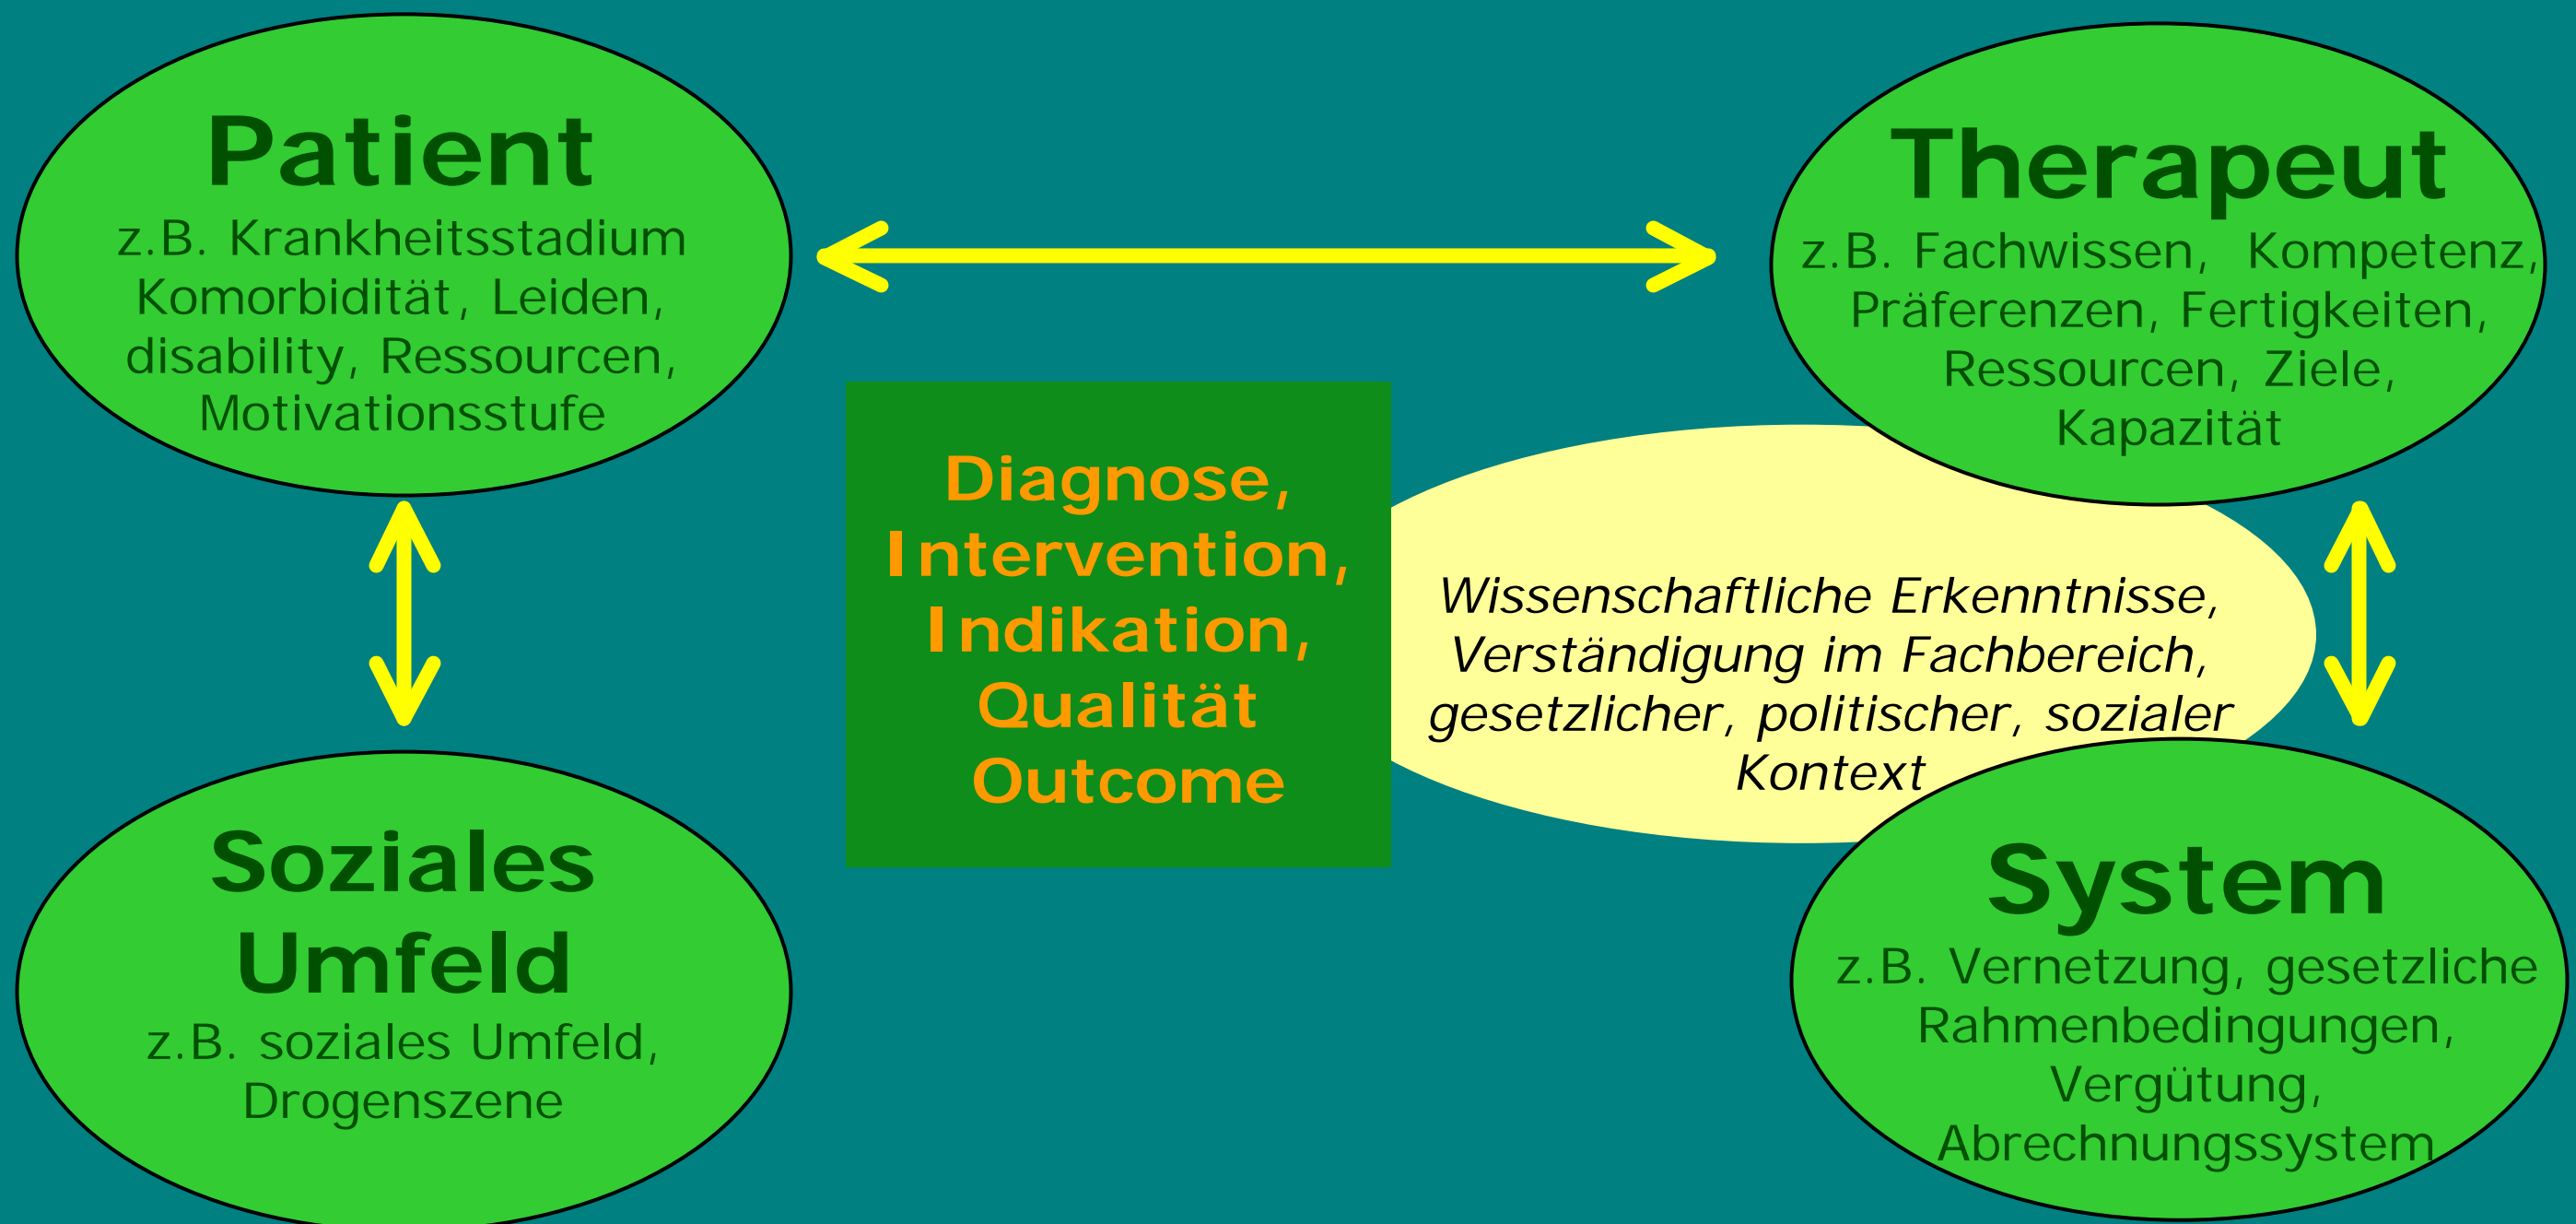 Patient
z.B. Krankheitsstadium
Komorbidität, Leiden,
disability, Ressourcen,
Motivationsstufe
Therapeut
z.B. Fachwissen, Kompetenz,
Präferenzen, Fertigkeiten,
Ressourcen, Ziele,
Kapazität
Diagnose,
Intervention,
Indikation,
Qualität
Outcome
Wissenschaftliche Erkenntnisse,
Verständigung im Fachbereich,
gesetzlicher, politischer, sozialer
Kontext
Soziales
Umfeld
z.B. soziales Umfeld,
Drogenszene
System
z.B. Vernetzung, gesetzliche
Rahmenbedingungen,
Vergütung,
Abrechnungssystem